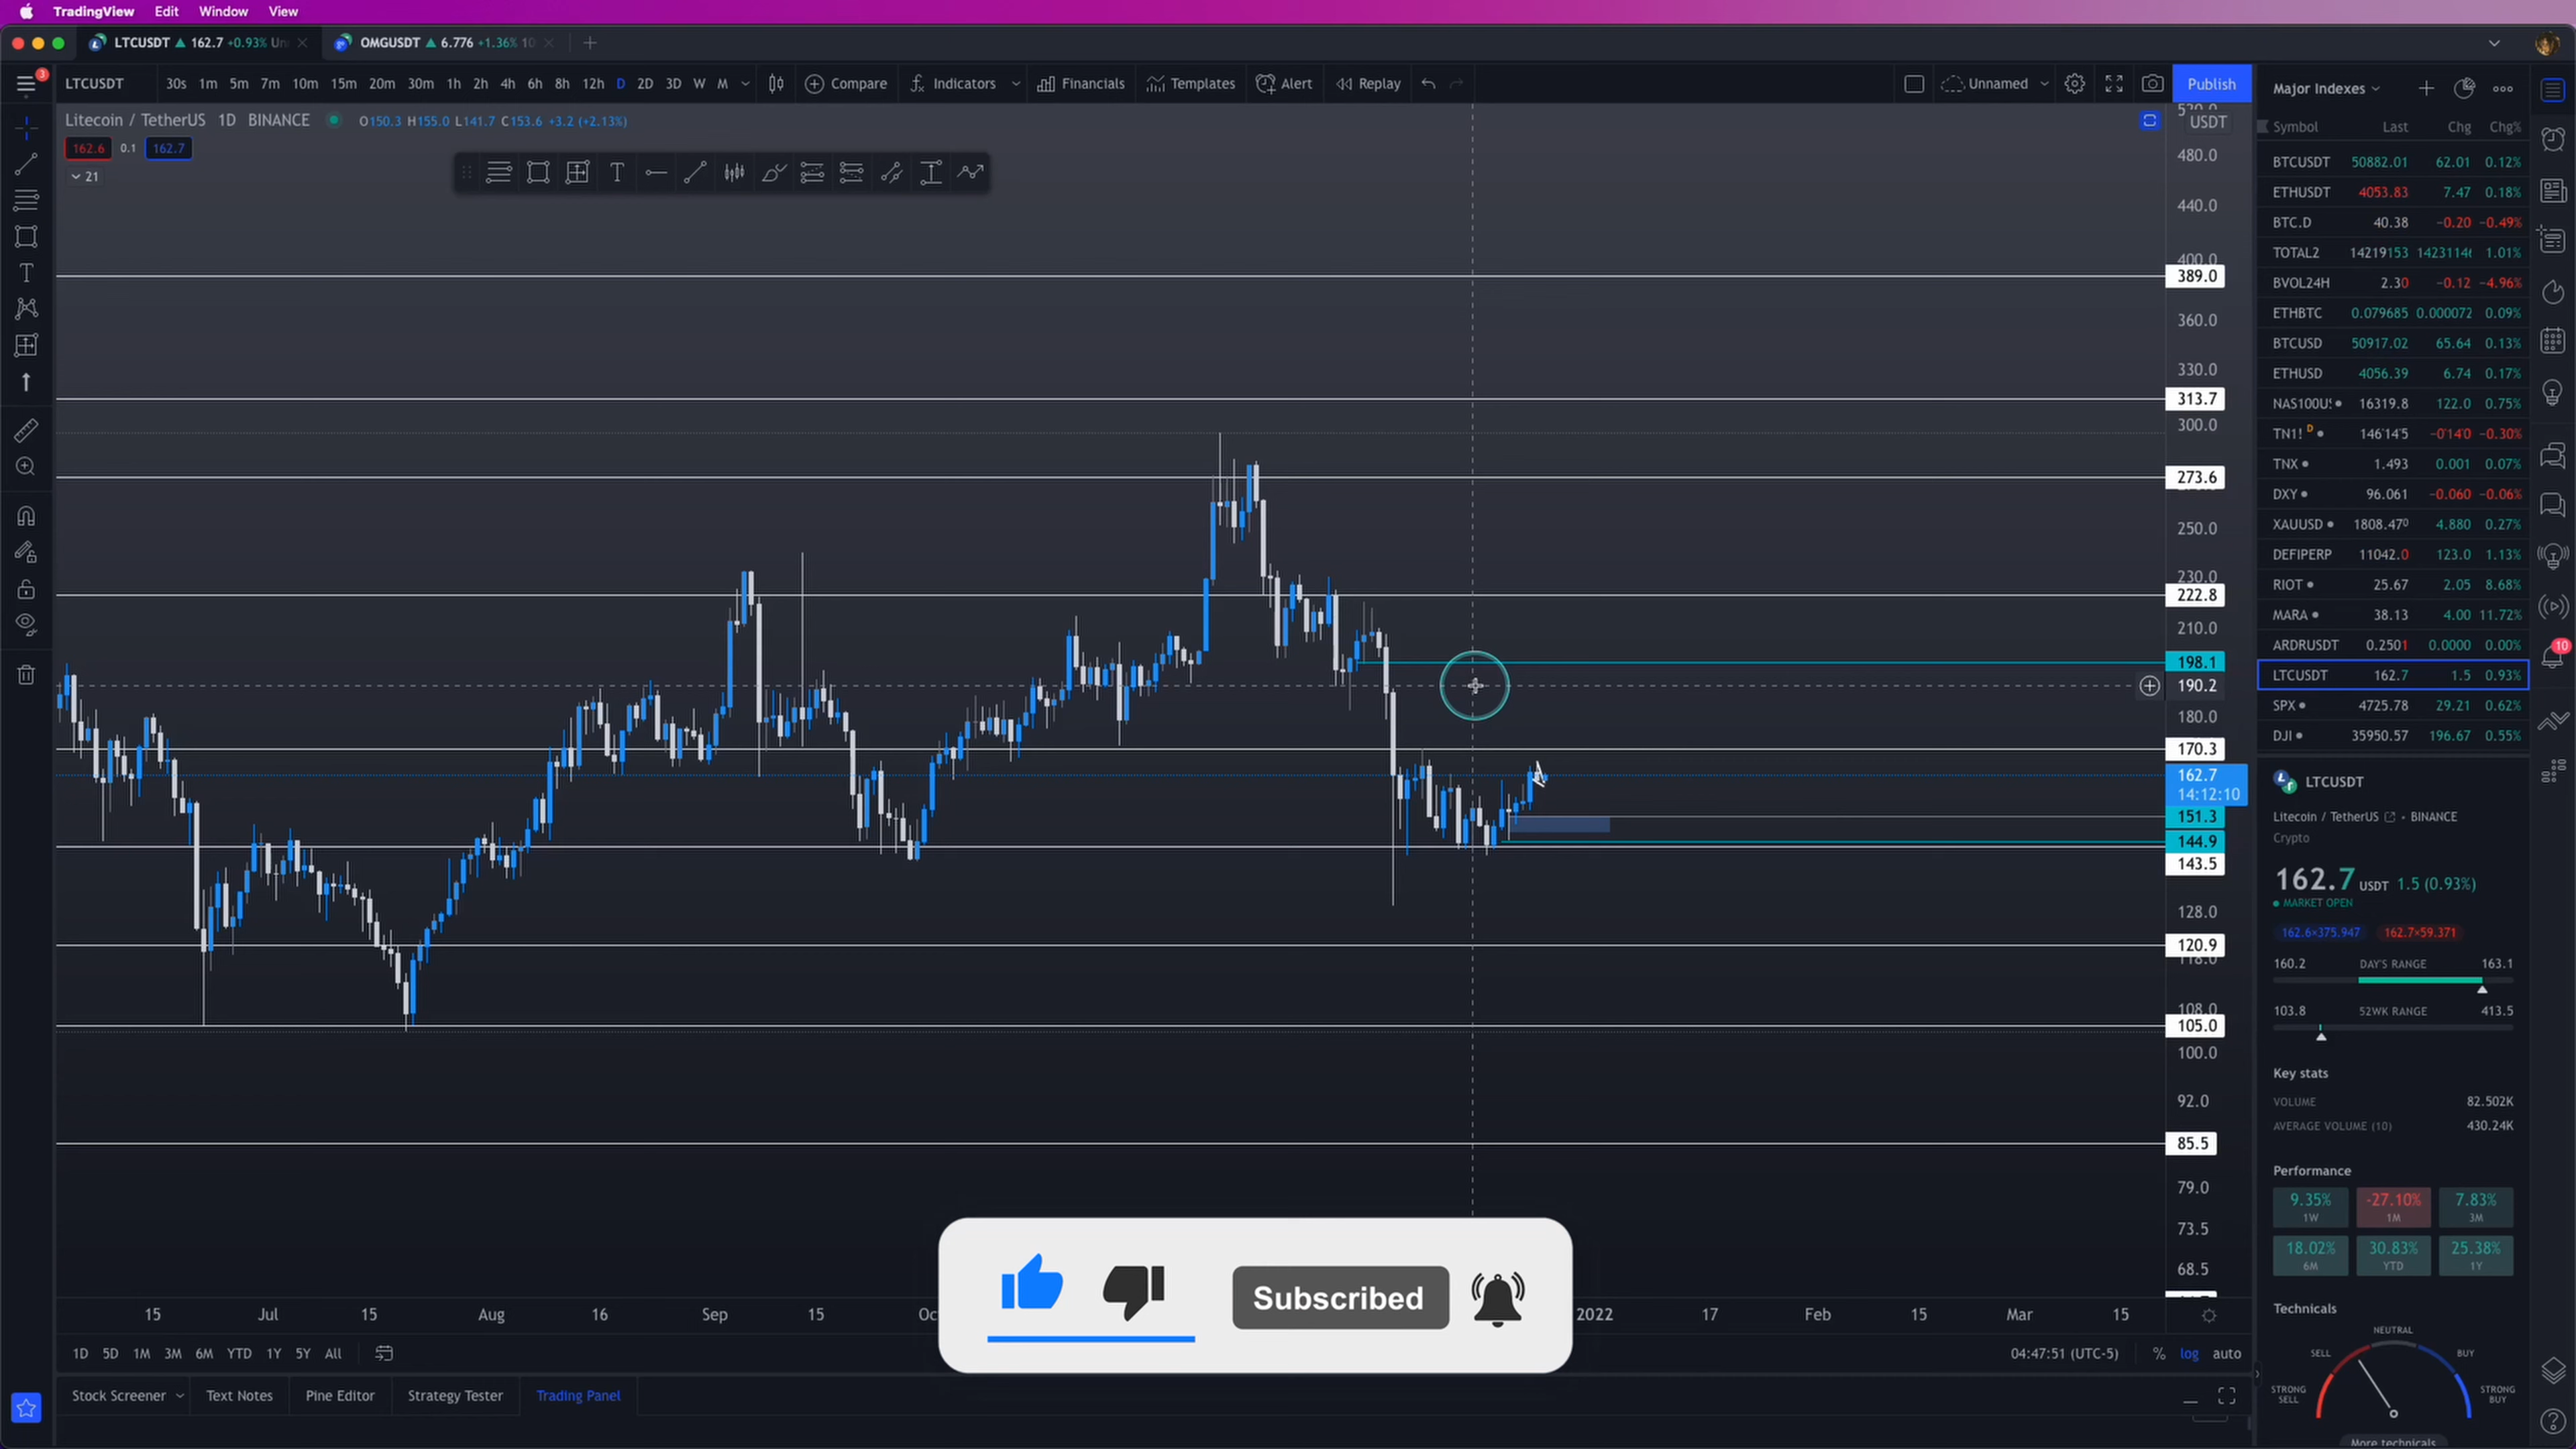 TradingView Edit Window View
LTCUSDT ▲ 162.7 +0.93% Un
OMGUSDT ▲ 6.776 +1.36% 10
3
LTCUSDT 30s 1m 5m 7m 10m 15m 20m 30m 1h 2h 4h 6h 8h 12h D 2D 3D W M Compare Indicators Financials Templates Alert Replay Unnamed Publish
Litecoin / TetherUS 1D BINANCE O150.3 H155.0 L141.7 C153.6 +3.2 (+2.13%)
162.6 0.1 162.7
21
USDT
480.0
440.0
400.0
389.0
360.0
330.0
313.7
300.0
273.6
250.0
230.0
222.8
210.0
198.1
190.2
180.0
170.3
162.7
14:12:10
151.3
144.9
143.5
128.0
120.9
118.0
108.0
105.0
100.0
92.0
85.5
79.0
73.5
68.5
Subscribed
15 Jul 15 Aug 16 Sep 15 Oc 2022 17 Feb 15 Mar 15
1D 5D 1M 3M 6M YTD 1Y 5Y All 04:47:51 (UTC-5) % log auto
Stock Screener Text Notes Pine Editor Strategy Tester Trading Panel
Major Indexes
Symbol Last Chg Chg%
BTCUSDT 50882.01 62.01 0.12%
ETHUSDT 4053.83 7.47 0.18%
BTC.D 40.38 −0.20 −0.49%
TOTAL2 14219153 1423114 1.01%
BVOL24H 2.30 −0.12 −4.96%
ETHBTC 0.079685 0.000072 0.09%
BTCUSD 50917.02 65.64 0.13%
ETHUSD 4056.39 6.74 0.17%
NAS100U 16319.8 122.0 0.75%
TN1! D 146'14'5 −0'14'0 −0.30%
TNX 1.493 0.001 0.07%
DXY 96.061 −0.060 −0.06%
XAUUSD 1808.470 4.880 0.27%
DEFIPERP 11042.0 123.0 1.13%
RIOT 25.67 2.05 8.68%
MARA 38.13 4.00 11.72%
ARDRUSDT 0.2501 0.0000 0.00%
LTCUSDT 162.7 1.5 0.93%
SPX 4725.78 29.21 0.62%
DJI 35950.57 196.67 0.55%
10
LTCUSDT
Litecoin / TetherUS • BINANCE
Crypto
162.7 USDT 1.5 (0.93%)
MARKET OPEN
162.6×375.947 162.7×59.371
160.2 DAY'S RANGE 163.1
103.8 52WK RANGE 413.5
Key stats
VOLUME 82.502K
AVERAGE VOLUME (10) 430.24K
Performance
9.35% -27.10% 7.83%
1W 1M 3M
18.02% 30.83% 25.38%
6M YTD 1Y
Technicals
NEUTRAL
SELL BUY
STRONG SELL STRONG BUY
More technicals